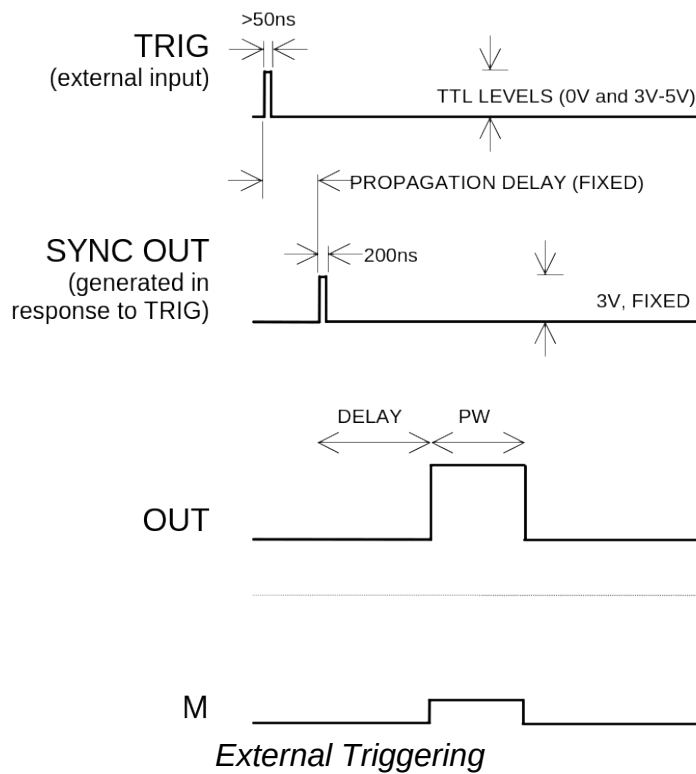 >50ns
TRIG
(external input)
TTL LEVELS (0V and 3V-5V)
PROPAGATION DELAY (FIXED)
SYNC OUT
(generated in
response to TRIG)
200ns
3V, FIXED
DELAY
PW
OUT
M
External Triggering